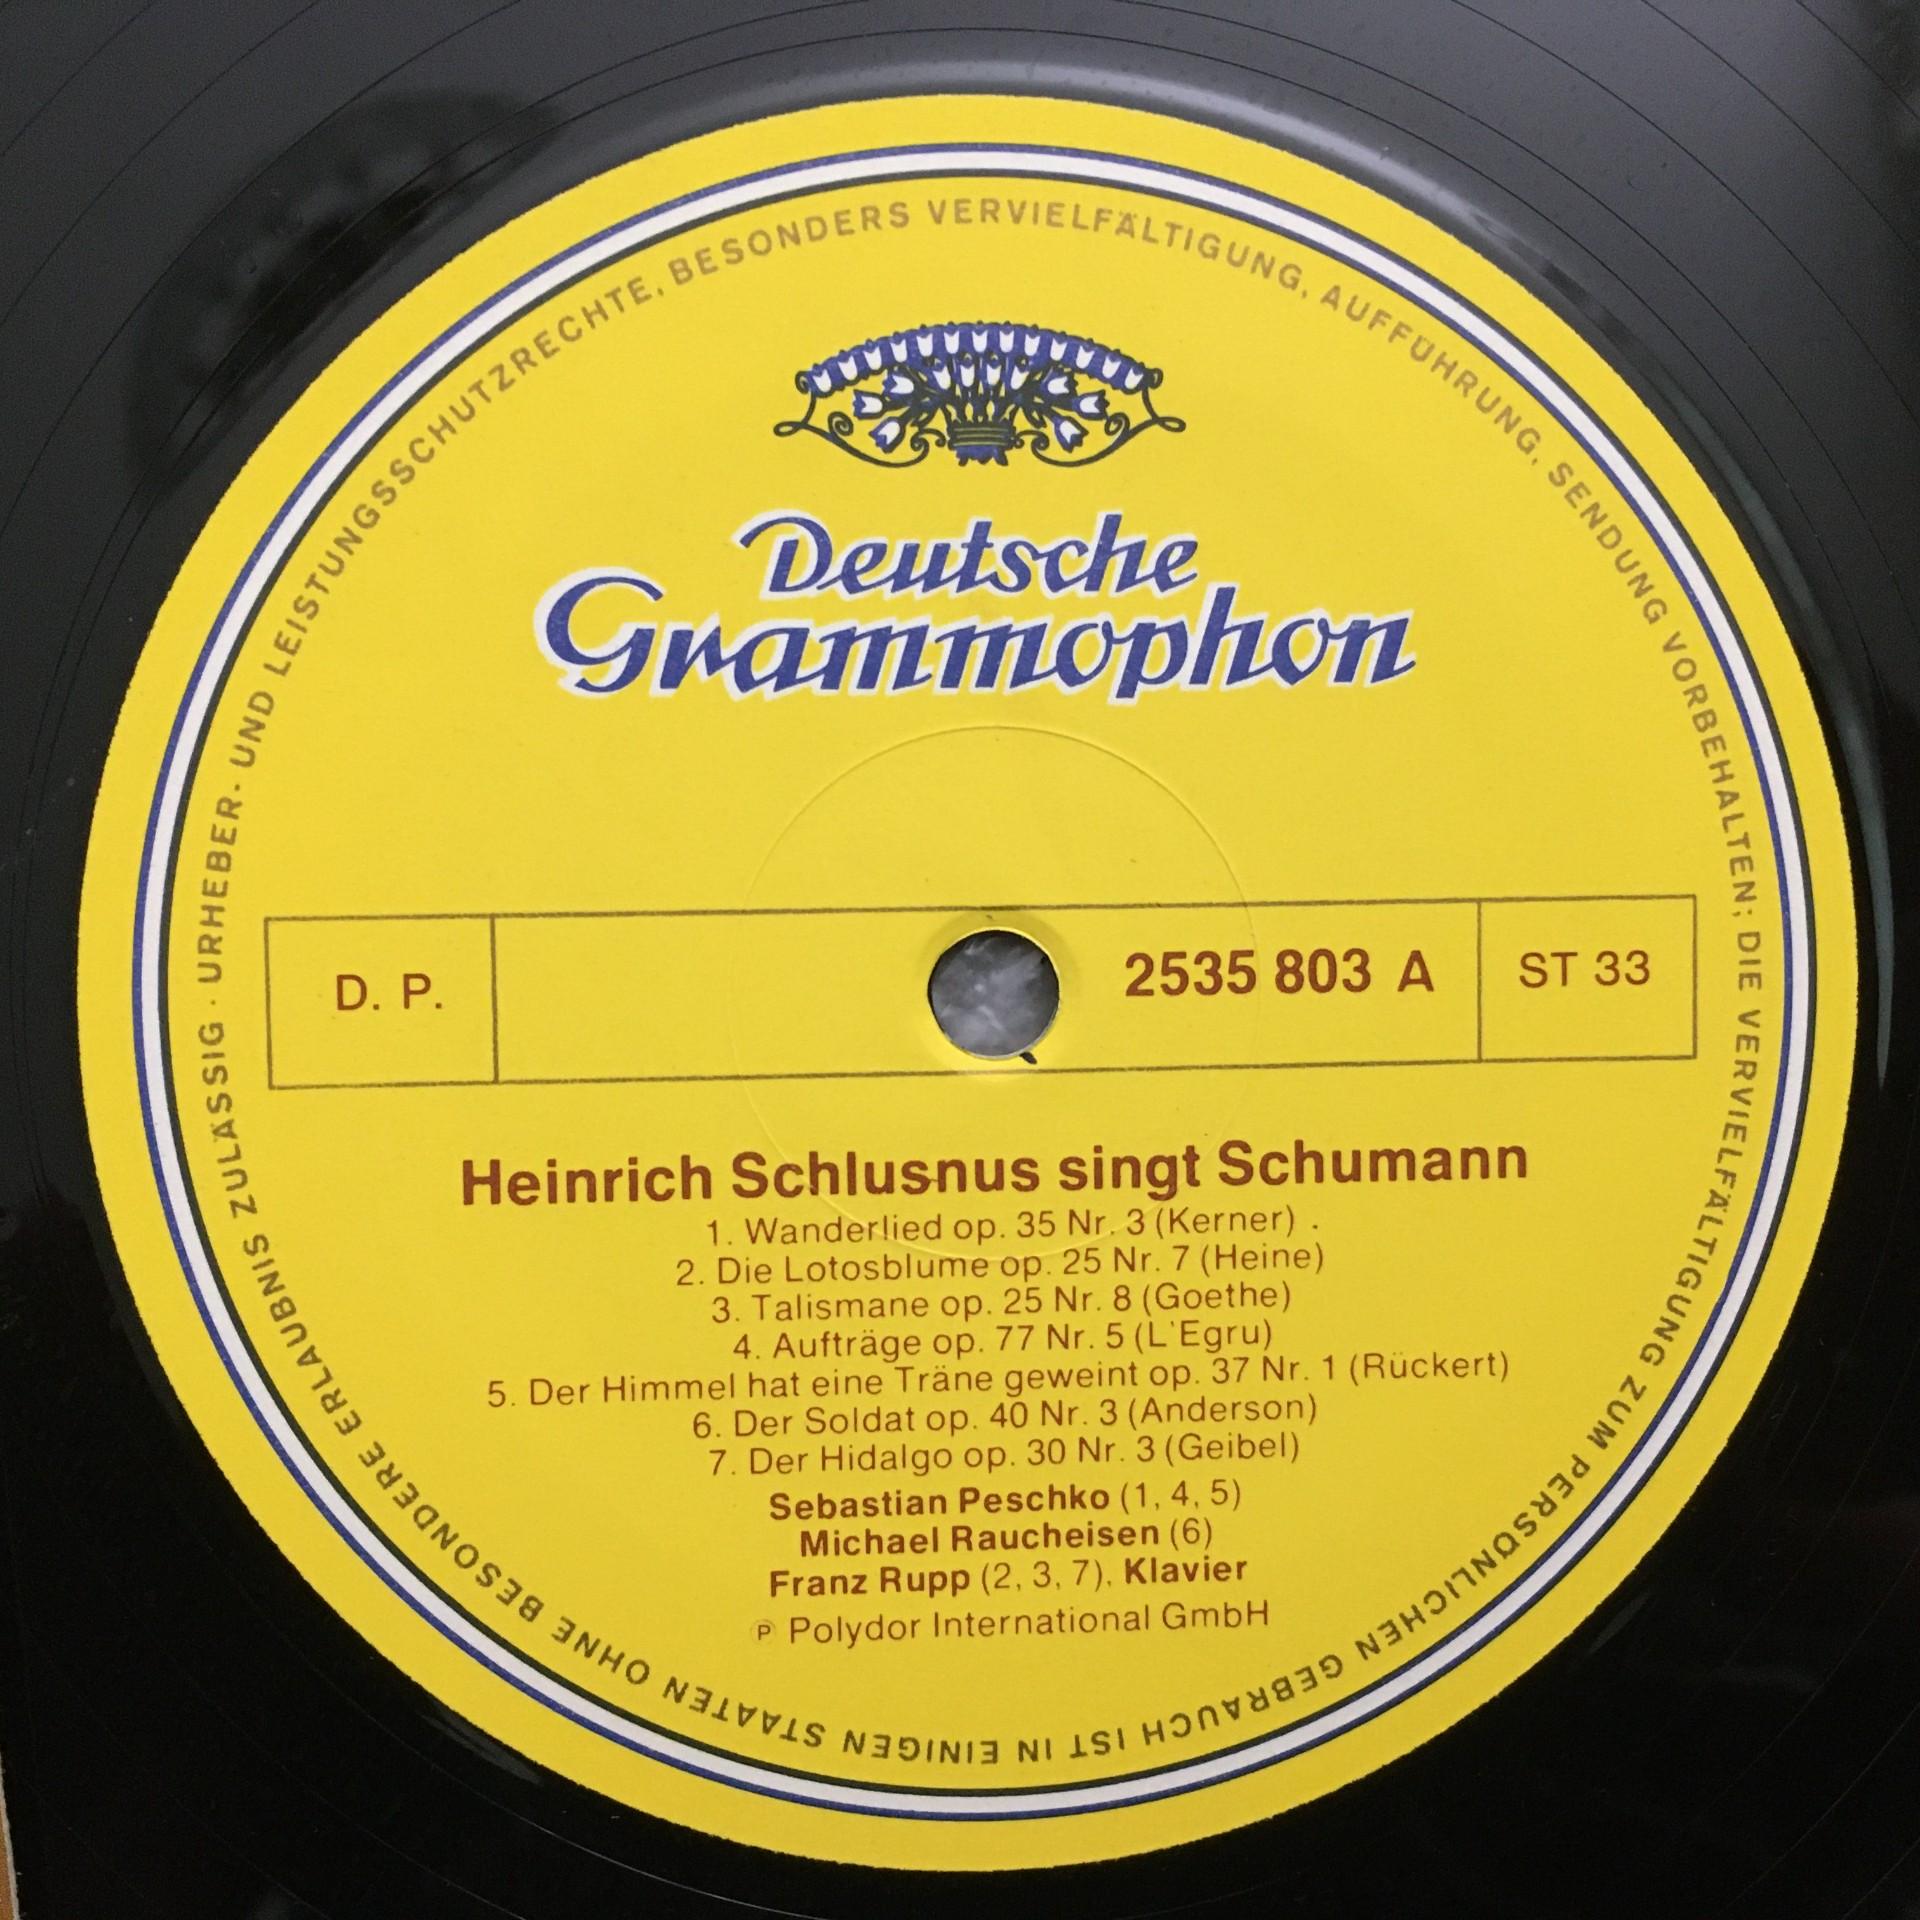 Deutsche
Grammophon
D. P.
2535 803 A
ST 33
Heinrich Schlusnus singt Schumann
1. Wanderlied op. 35 Nr. 3 (Kerner) .
2. Die Lotosblume op. 25 Nr. 7 (Heine)
3. Talismane op. 25 Nr. 8 (Goethe)
4. Aufträge op. 77 Nr. 5 (L'Egru)
5. Der Himmel hat eine Träne geweint op. 37 Nr. 1 (Rückert)
6. Der Soldat op. 40 Nr. 3 (Anderson)
7. Der Hidalgo op. 30 Nr. 3 (Geibel)
Sebastian Peschko (1, 4, 5)
Michael Raucheisen (6)
Franz Rupp (2, 3, 7), Klavier
℗ Polydor International GmbH
URHEBER- UND LEISTUNGSSCHUTZRECHTE, BESONDERS VERVIELFÄLTIGUNG, AUFFÜHRUNG, SENDUNG VORBEHALTEN; DIE VERVIELFÄLTIGUNG ZUM PERSÖNLICHEN GEBRAUCH IST IN EINIGEN STAATEN OHNE BESONDERE ERLAUBNIS ZULÄSSIG ·